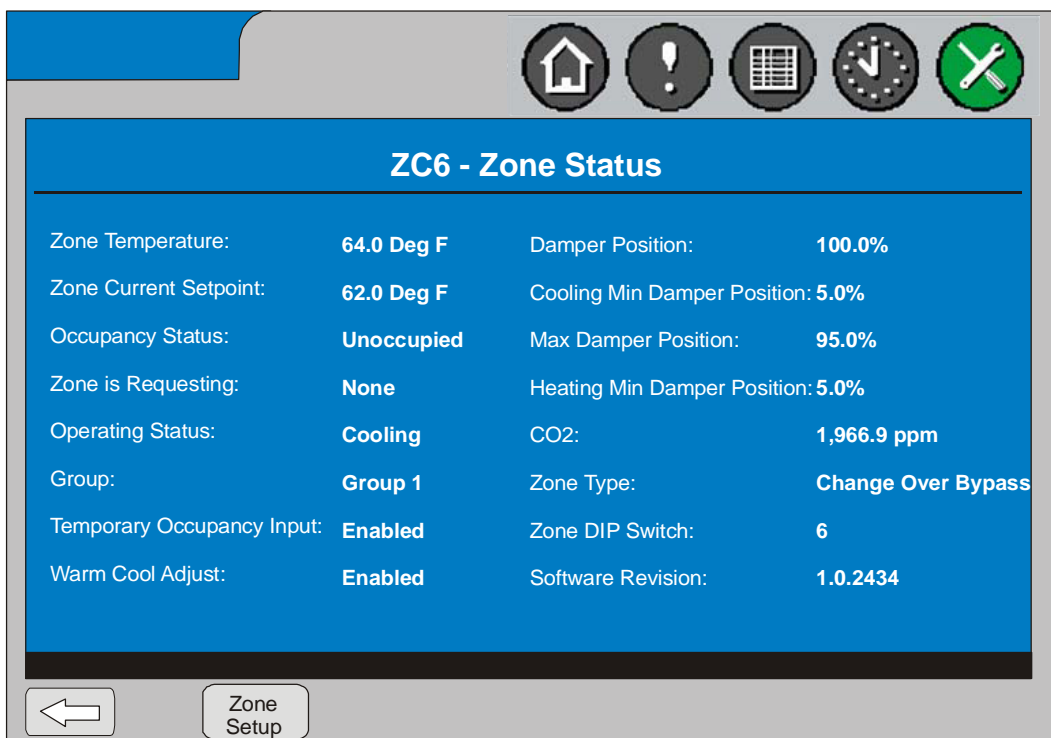 ZC6 - Zone Status
Zone Temperature: 64.0 Deg F Damper Position: 100.0%
Zone Current Setpoint: 62.0 Deg F Cooling Min Damper Position: 5.0%
Occupancy Status: Unoccupied Max Damper Position: 95.0%
Zone is Requesting: None Heating Min Damper Position: 5.0%
Operating Status: Cooling CO2: 1,966.9 ppm
Group: Group 1 Zone Type: Change Over Bypass
Temporary Occupancy Input: Enabled Zone DIP Switch: 6
Warm Cool Adjust: Enabled Software Revision: 1.0.2434
Zone
Setup